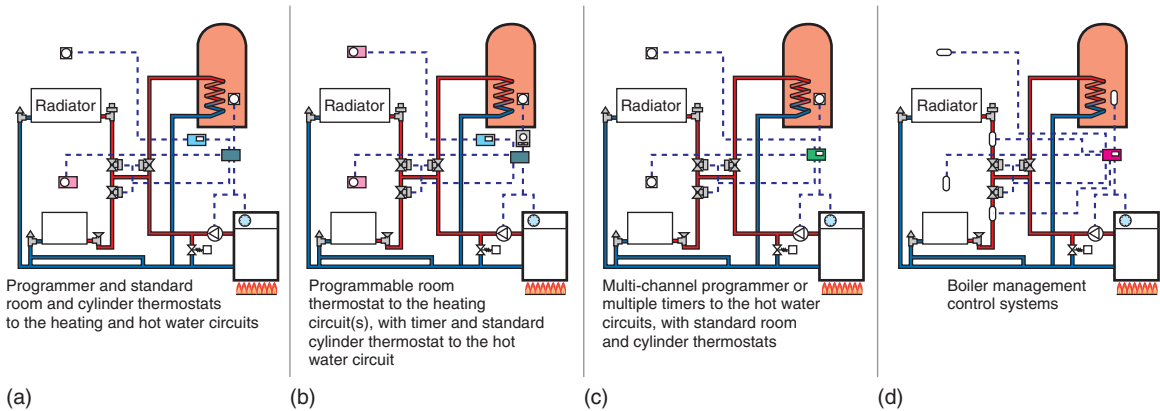 Radiator
Programmer and standard
room and cylinder thermostats
to the heating and hot water circuits
(a)
Radiator
Programmable room
thermostat to the heating
circuit(s), with timer and standard
cylinder thermostat to the hot
water circuit
(b)
Radiator
Multi-channel programmer or
multiple timers to the hot water
circuits, with standard room
and cylinder thermostats
(c)
Radiator
Boiler management
control systems
(d)